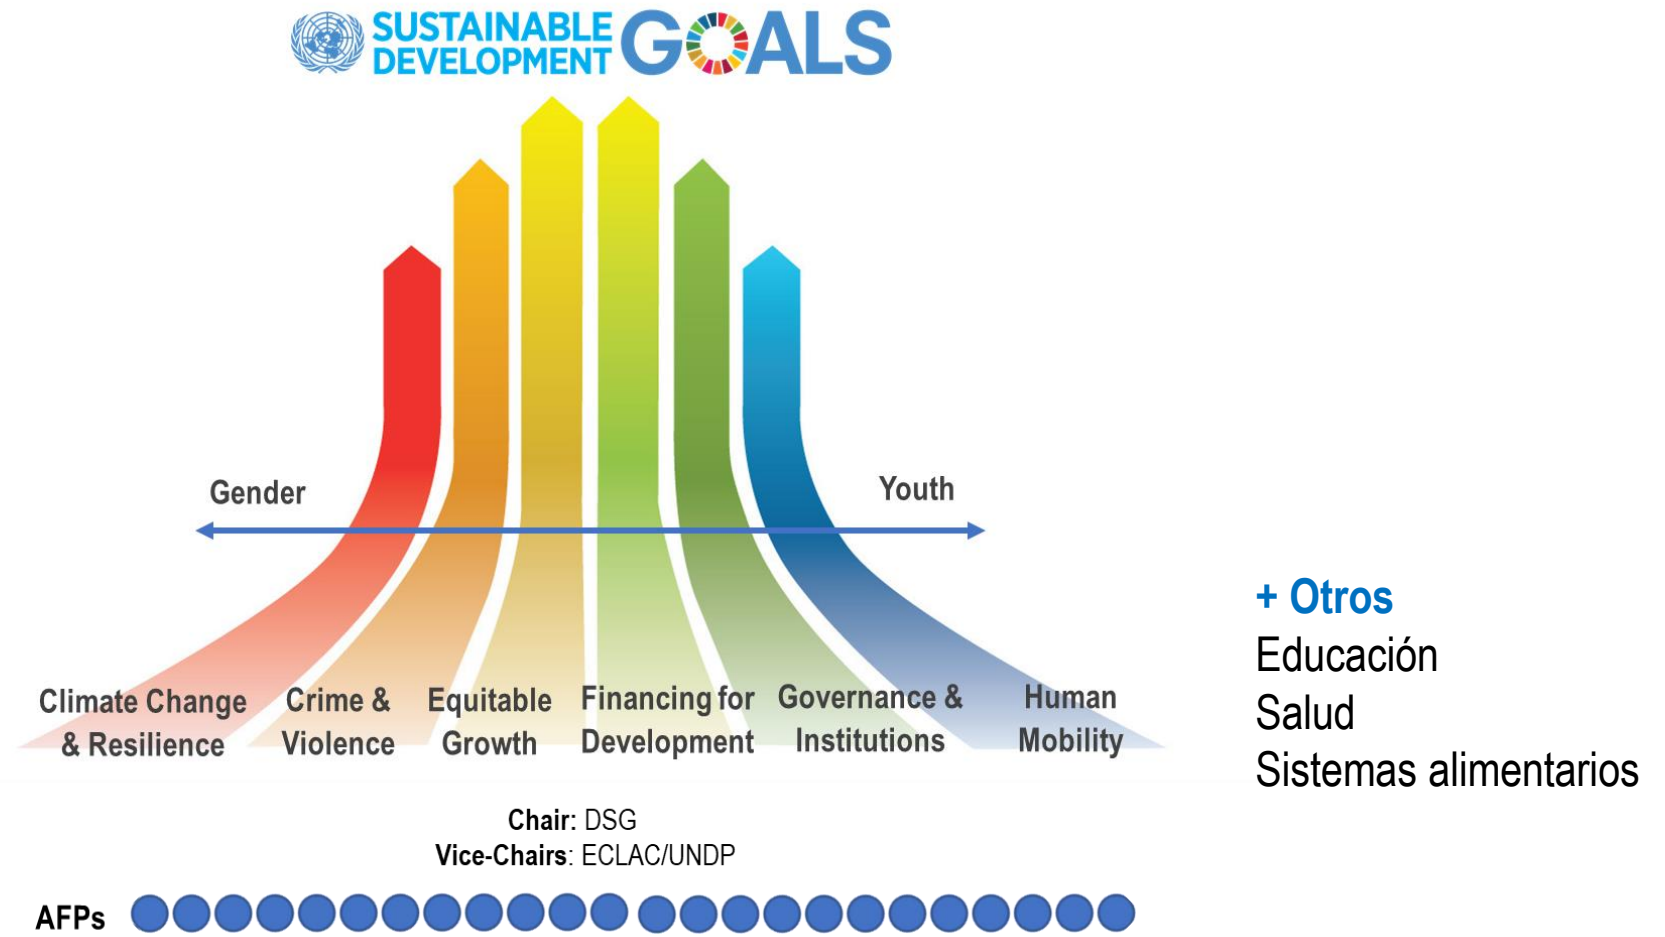 SUSTAINABLE
DEVELOPMENT
GOALS
Gender
Youth
Climate Change
& Resilience
Crime &
Violence
Equitable
Growth
Financing for
Development
Governance &
Institutions
Human
Mobility
+ Otros
Educación
Salud
Sistemas alimentarios
Chair: DSG
Vice-Chairs: ECLAC/UNDP
AFPs